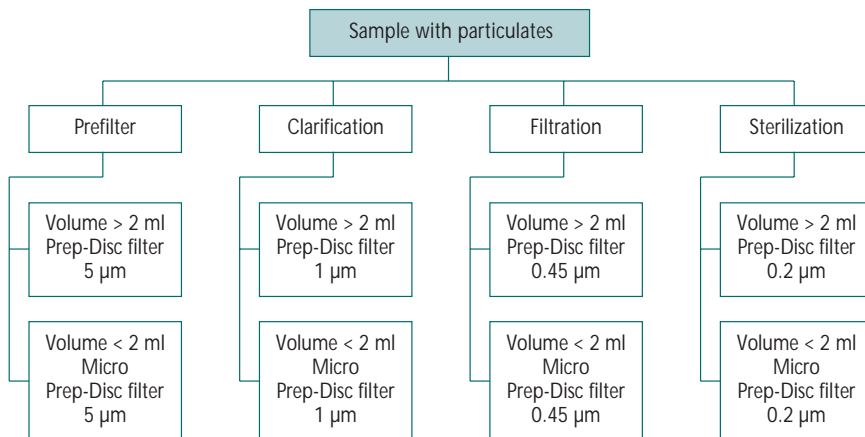 Sample with particulates
Prefilter
Clarification
Filtration
Sterilization
Volume > 2 ml
Prep-Disc filter
5 µm
Volume > 2 ml
Prep-Disc filter
1 µm
Volume > 2 ml
Prep-Disc filter
0.45 µm
Volume > 2 ml
Prep-Disc filter
0.2 µm
Volume < 2 ml
Micro
Prep-Disc filter
5 µm
Volume < 2 ml
Micro
Prep-Disc filter
1 µm
Volume < 2 ml
Micro
Prep-Disc filter
0.45 µm
Volume < 2 ml
Micro
Prep-Disc filter
0.2 µm